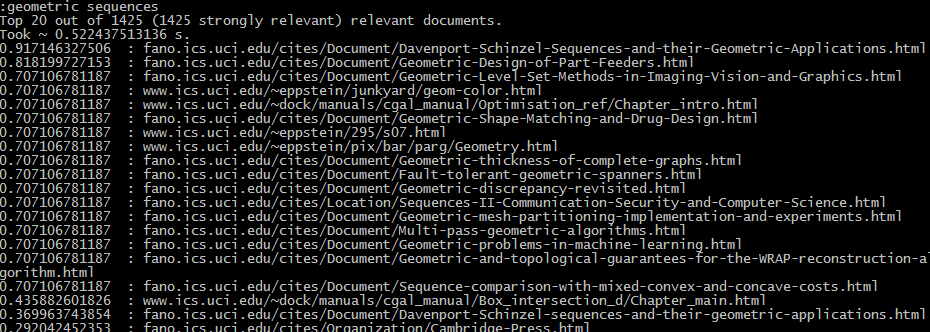 :geometric sequences
Top 20 out of 1425 (1425 strongly relevant) relevant documents.
Took ~ 0.522437513136 s.
0.917146327506  : fano.ics.uci.edu/cites/Document/Davenport-Schinzel-Sequences-and-their-Geometric-Applications.html
0.818199727153  : fano.ics.uci.edu/cites/Document/Geometric-Design-of-Part-Feeders.html
0.707106781187  : fano.ics.uci.edu/cites/Document/Geometric-Level-Set-Methods-in-Imaging-Vision-and-Graphics.html
0.707106781187  : www.ics.uci.edu/~eppstein/junkyard/geom-color.html
0.707106781187  : www.ics.uci.edu/~dock/manuals/cgal_manual/Optimisation_ref/Chapter_intro.html
0.707106781187  : fano.ics.uci.edu/cites/Document/Geometric-Shape-Matching-and-Drug-Design.html
0.707106781187  : www.ics.uci.edu/~eppstein/295/s07.html
0.707106781187  : www.ics.uci.edu/~eppstein/pix/bar/parg/Geometry.html
0.707106781187  : fano.ics.uci.edu/cites/Document/Geometric-thickness-of-complete-graphs.html
0.707106781187  : fano.ics.uci.edu/cites/Document/Fault-tolerant-geometric-spanners.html
0.707106781187  : fano.ics.uci.edu/cites/Document/Geometric-discrepancy-revisited.html
0.707106781187  : fano.ics.uci.edu/cites/Location/Sequences-II-Communication-Security-and-Computer-Science.html
0.707106781187  : fano.ics.uci.edu/cites/Document/Geometric-mesh-partitioning-implementation-and-experiments.html
0.707106781187  : fano.ics.uci.edu/cites/Document/Multi-pass-geometric-algorithms.html
0.707106781187  : fano.ics.uci.edu/cites/Document/Geometric-problems-in-machine-learning.html
0.707106781187  : fano.ics.uci.edu/cites/Document/Geometric-and-topological-guarantees-for-the-WRAP-reconstruction-al
gorithm.html
0.707106781187  : fano.ics.uci.edu/cites/Document/Sequence-comparison-with-mixed-convex-and-concave-costs.html
0.435882601826  : www.ics.uci.edu/~dock/manuals/cgal_manual/Box_intersection_d/Chapter_main.html
0.369963743854  : fano.ics.uci.edu/cites/Document/Davenport-Schinzel-sequences-and-their-geometric-applications.html
0.292042452353  : fano.ics.uci.edu/cites/Organization/Cambridge-Press.html